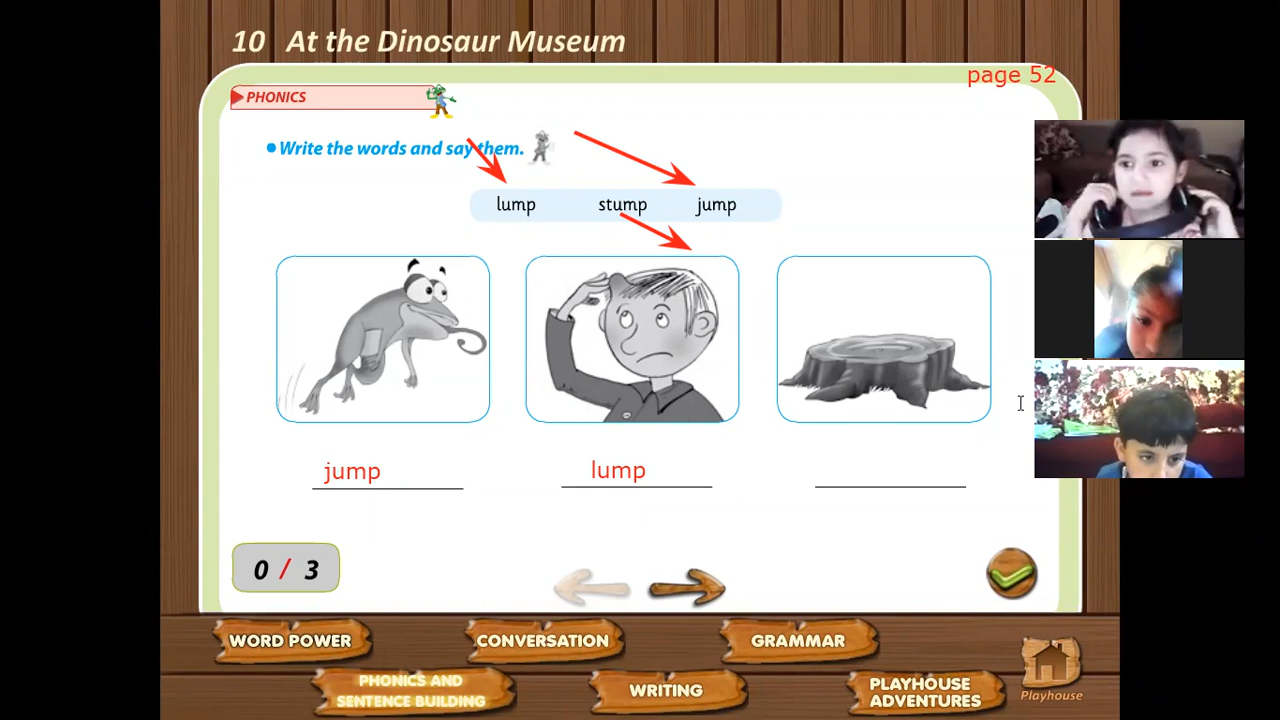 10 At the Dinosaur Museum
page 52
PHONICS
Write the words and say them.
lump stump jump
jump lump
0 / 3
WORD POWER CONVERSATION GRAMMAR
PHONICS AND
SENTENCE BUILDING
WRITING
PLAYHOUSE
ADVENTURES
Playhouse